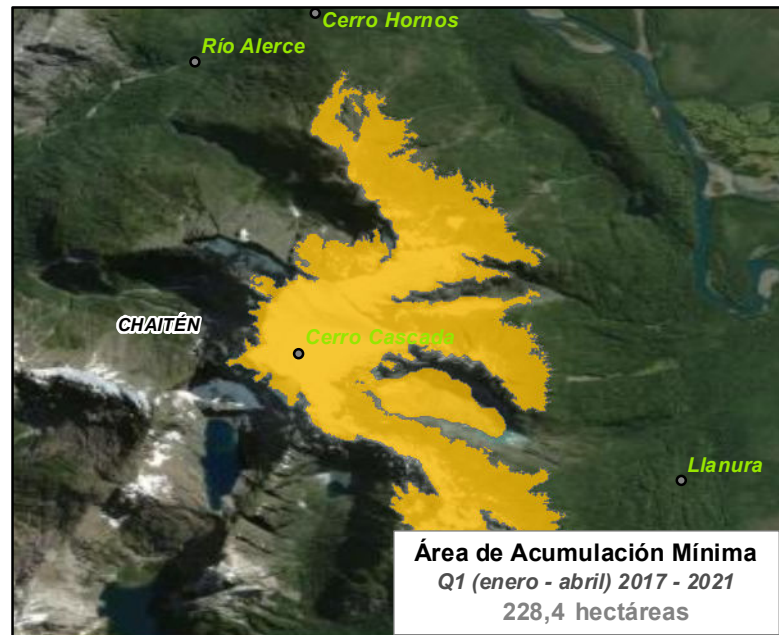 Cerro Hornos
Río Alerce
CHAITÉN
Cerro Cascada
Llanura
Área de Acumulación Mínima
Q1 (enero - abril) 2017 - 2021
228,4 hectáreas